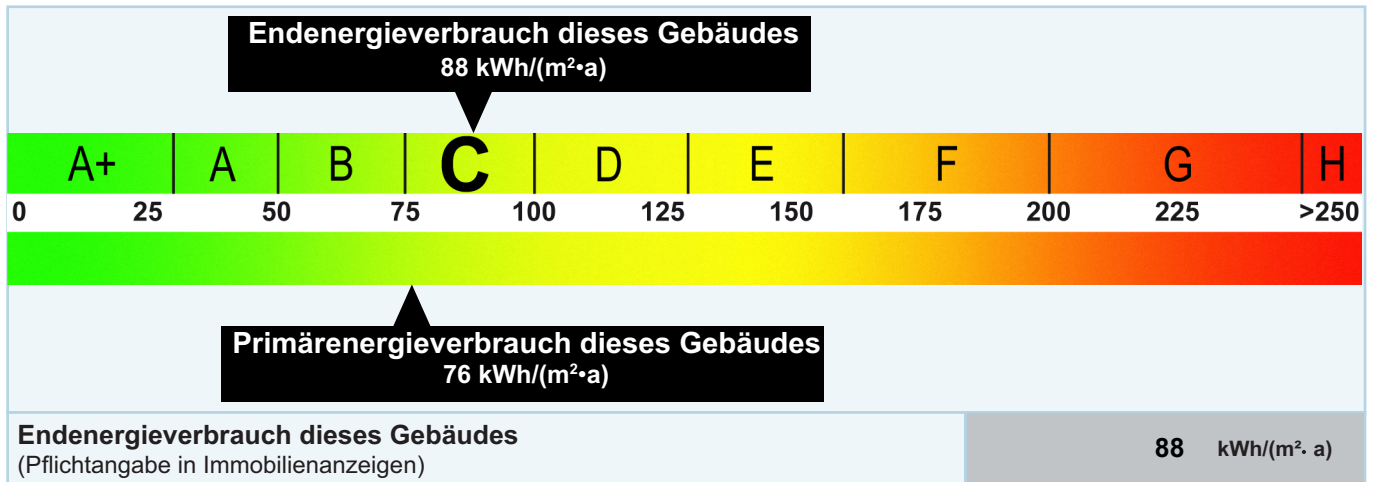 Endenergieverbrauch dieses Gebäudes
88 kWh/(m²•a)
A+ A B C D E F G H
0 25 50 75 100 125 150 175 200 225 >250
Primärenergieverbrauch dieses Gebäudes
76 kWh/(m²•a)
Endenergieverbrauch dieses Gebäudes
(Pflichtangabe in Immobilienanzeigen)
88 kWh/(m²· a)